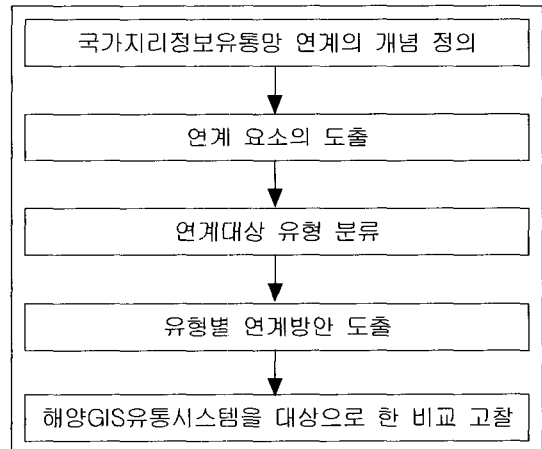 국가지리정보유통망 연계의 개념 정의
연계 요소의 도출
연계대상 유형 분류
유형별 연계방안 도출
해양GIS유통시스템을 대상으로 한 비교 고찰